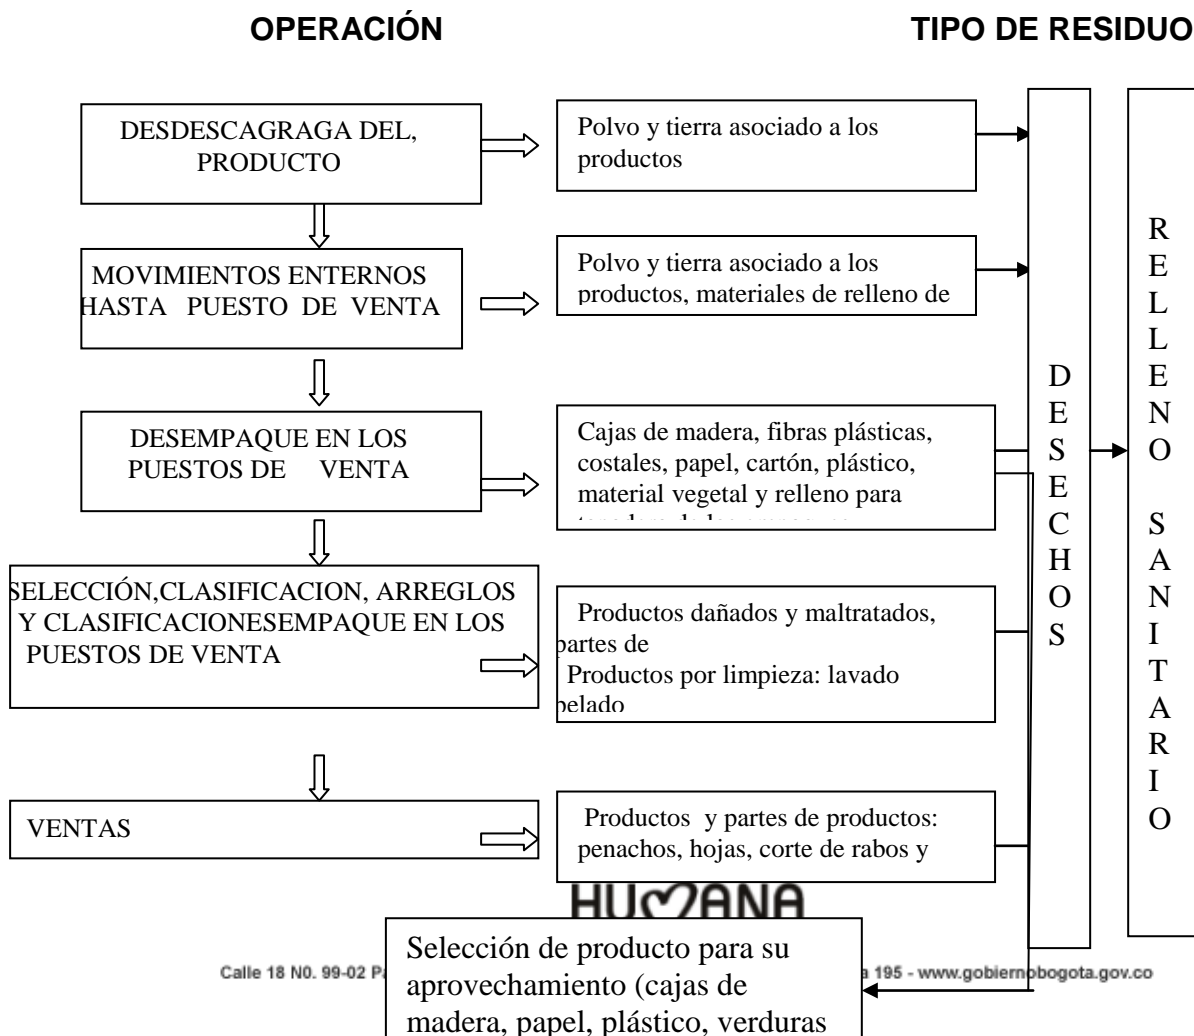 OPERACIÓN
TIPO DE RESIDUO
DESDESCAGRAGA DEL,
PRODUCTO
Polvo y tierra asociado a los
productos
MOVIMIENTOS ENTERNOS
HASTA PUESTO DE VENTA
Polvo y tierra asociado a los
productos, materiales de relleno de
DESEMPAQUE EN LOS
PUESTOS DE VENTA
Cajas de madera, fibras plásticas,
costales, papel, cartón, plástico,
material vegetal y relleno para
SELECCIÓN,CLASIFICACION, ARREGLOS
Y CLASIFICACIONESEMPAQUE EN LOS
PUESTOS DE VENTA
Productos dañados y maltratados,
partes de
Productos por limpieza: lavado
pelado
VENTAS
Productos y partes de productos:
penachos, hojas, corte de rabos y
DESECHOS
RELLENO SANITARIO
HUMANA
Calle 18 N0. 99-02
195 - www.gobiernobogota.gov.co
Selección de producto para su
aprovechamiento (cajas de
madera, papel, plástico, verduras